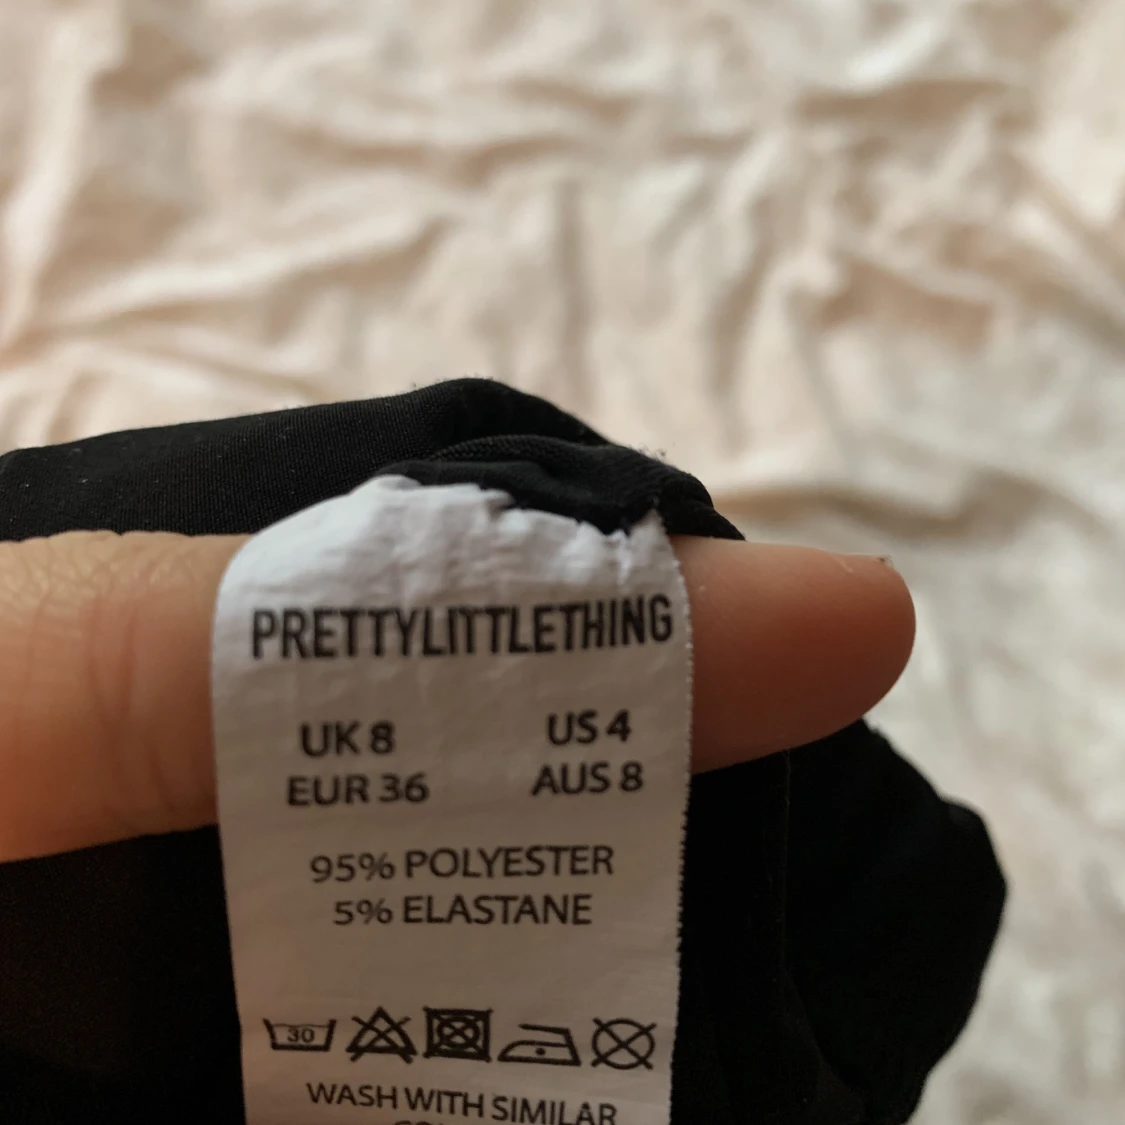 PRETTYLITTLETHING
UK 8 US 4
EUR 36 AUS 8
95% POLYESTER
5% ELASTANE
30
WASH WITH SIMILAR